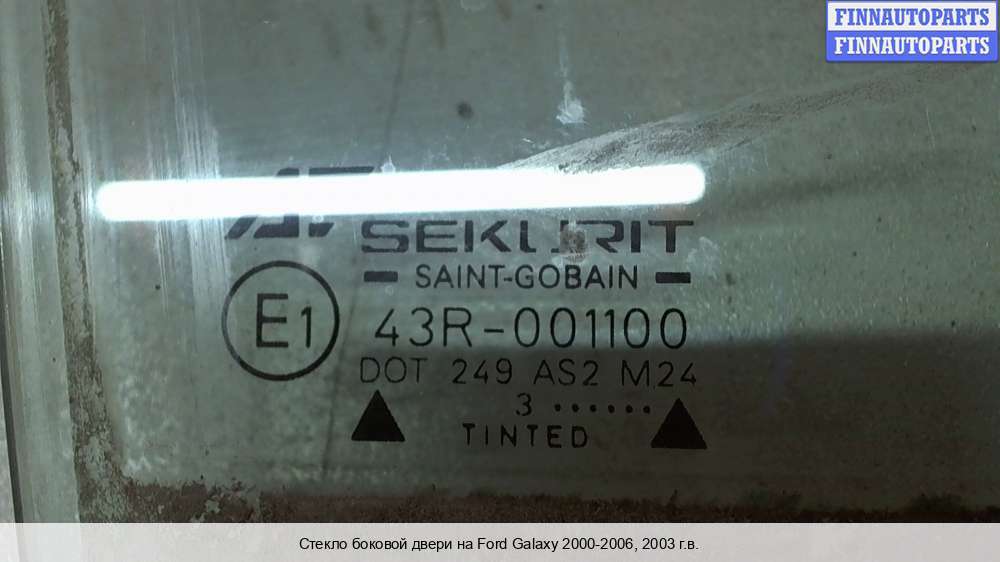 FINNAUTOPARTS
FINNAUTOPARTS
SEKURIT
SAINT-GOBAIN
E1
43R-001100
DOT 249 AS2 M24
3 ······
TINTED
Стекло боковой двери на Ford Galaxy 2000-2006, 2003 г.в.